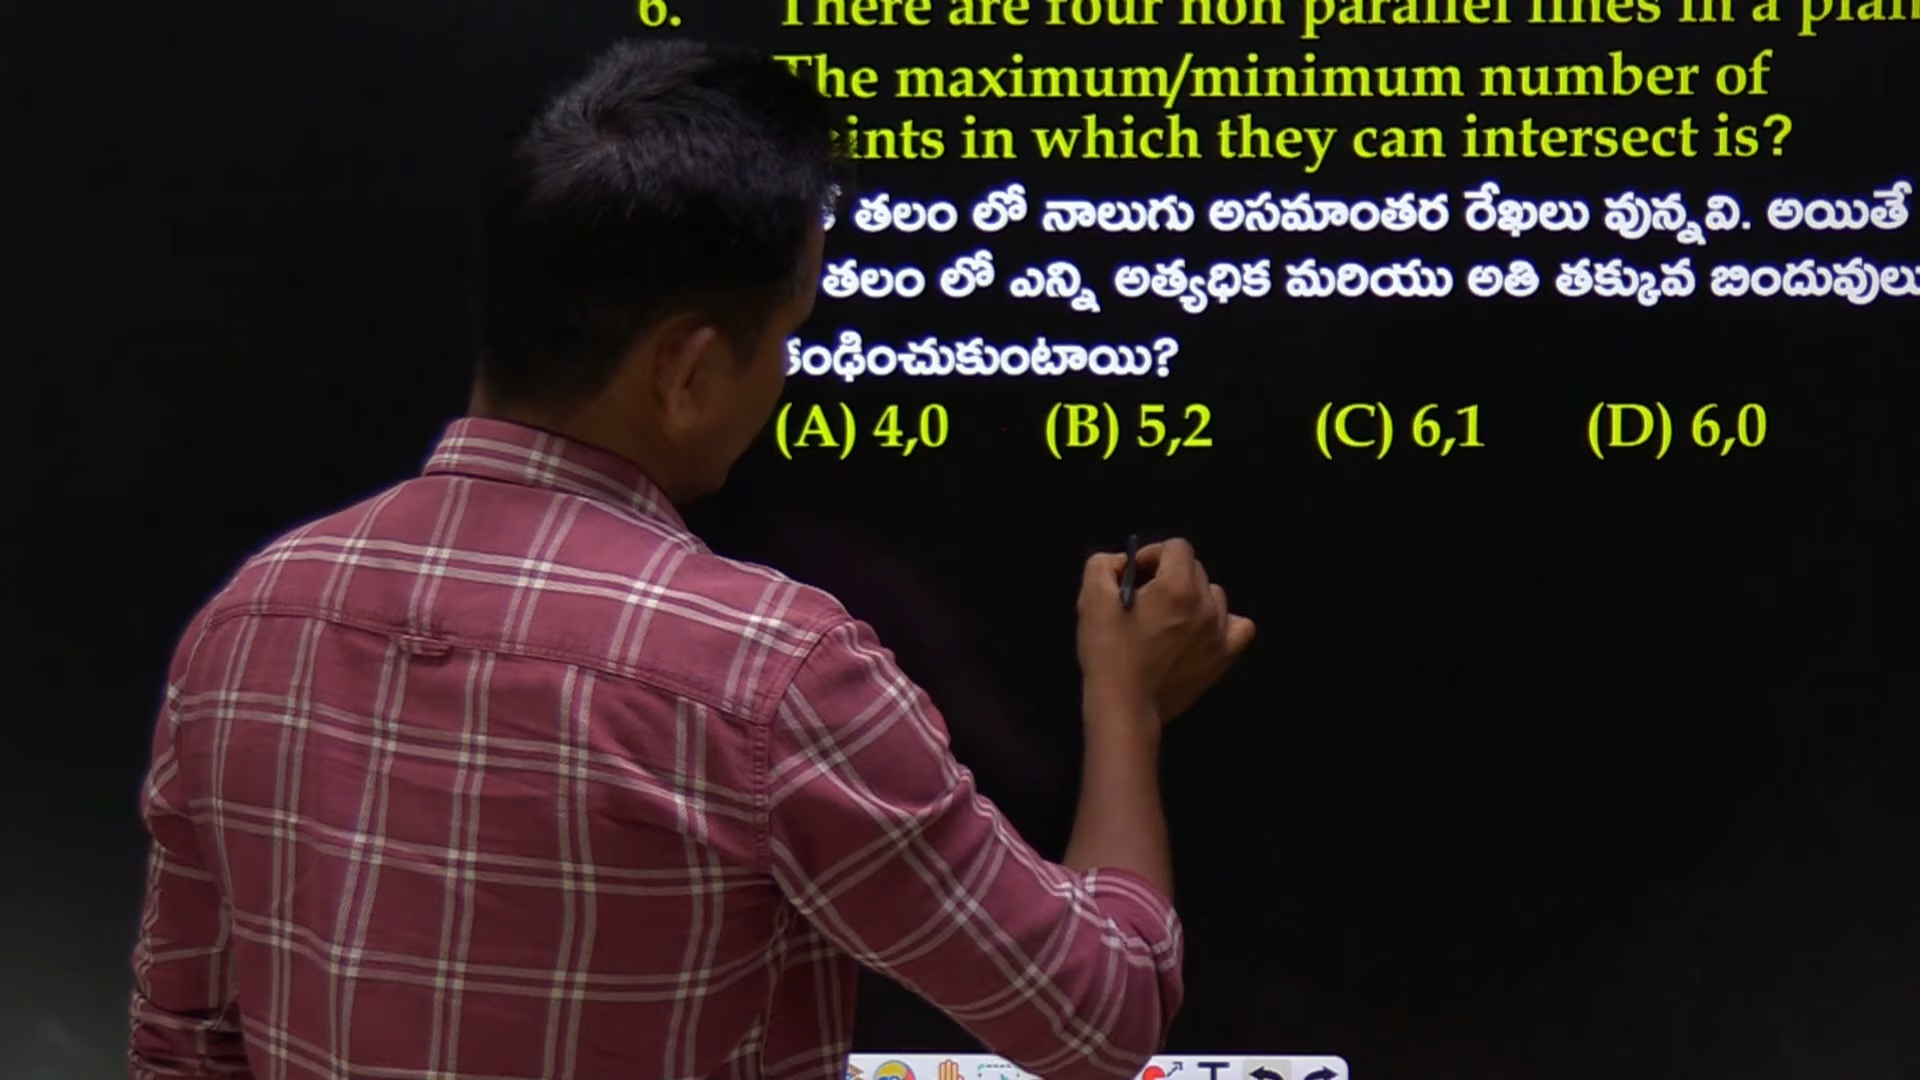 6. There are four non parallel lines in a
The maximum/minimum number of
in which they can intersect is?
తలం లో నాలుగు అసమాంతర రేఖలు వున్నవి. అయితే
తలం లో ఎన్ని అత్యధిక మరియు అతి తక్కువ బిందువులు
(A) 4,0 (B) 5,2 (C) 6,1 (D) 6,0